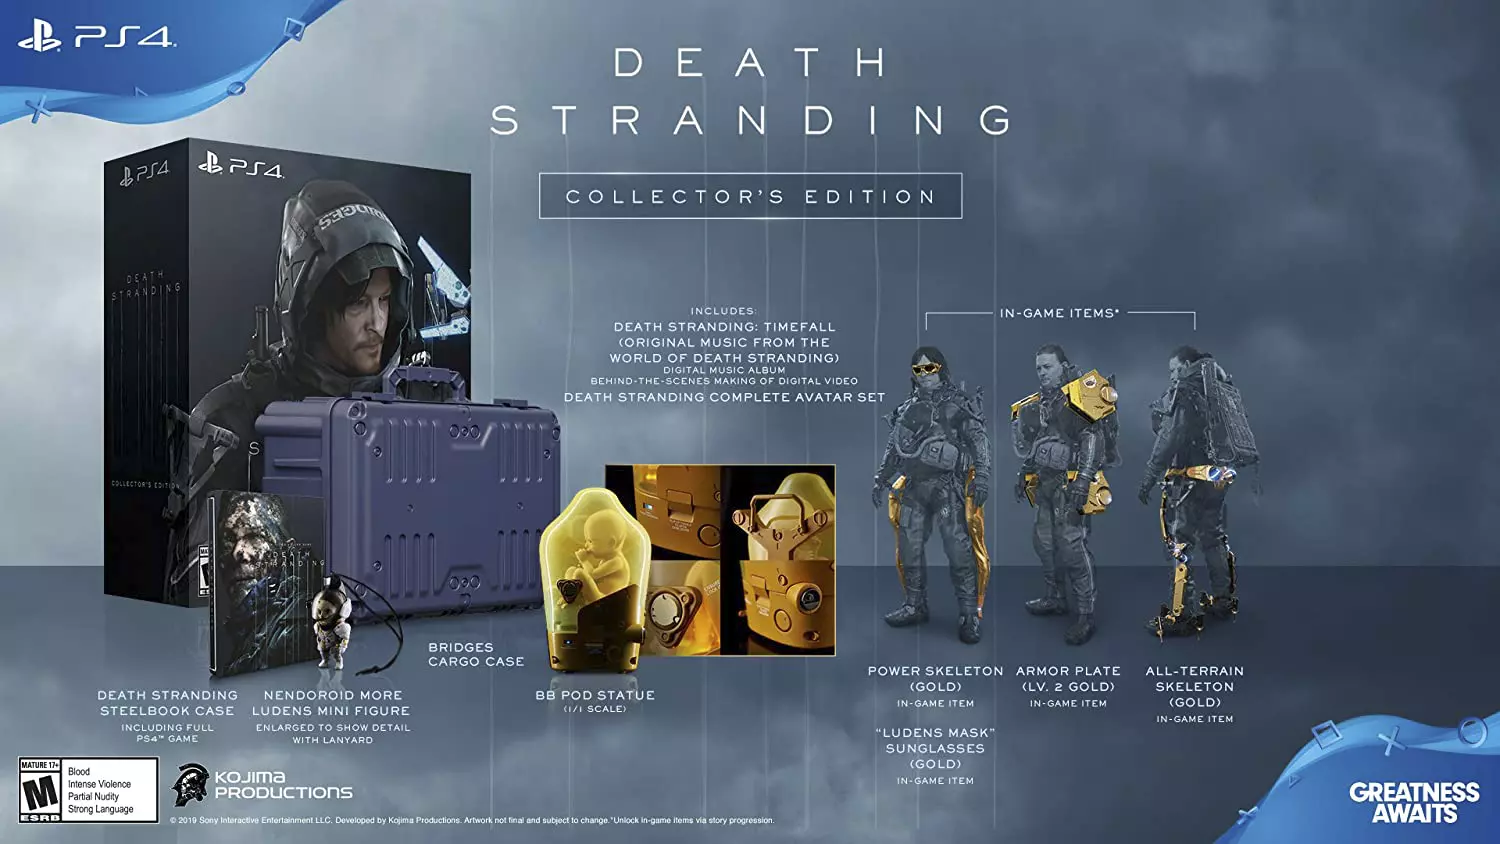 PS4
DEATH
STRANDING
COLLECTOR'S EDITION
PS4
PS4
BRIDGES
DEATH
STRANDING
COLLECTOR'S EDITION
S
INCLUDES:
DEATH STRANDING: TIMEFALL
(ORIGINAL MUSIC FROM THE
WORLD OF DEATH STRANDING)
DIGITAL MUSIC ALBUM
BEHIND-THE-SCENES MAKING OF DIGITAL VIDEO
DEATH STRANDING COMPLETE AVATAR SET
IN-GAME ITEMS*
DEATH
STRANDING
BRIDGES
CARGO CASE
DEATH STRANDING
STEELBOOK CASE
INCLUDING FULL
PS4™ GAME
NENDOROID MORE
LUDENS MINI FIGURE
ENLARGED TO SHOW DETAIL
WITH LANYARD
BB POD STATUE
(1/1 SCALE)
POWER SKELETON
(GOLD)
IN-GAME ITEM
"LUDENS MASK"
SUNGLASSES
(GOLD)
IN-GAME ITEM
ARMOR PLATE
(LV. 2 GOLD)
IN-GAME ITEM
ALL-TERRAIN
SKELETON
(GOLD)
IN-GAME ITEM
MATURE 17+
M
ESRB
Blood
Intense Violence
Partial Nudity
Strong Language
KOJIMA
PRODUCTIONS
© 2019 Sony Interactive Entertainment LLC. Developed by Kojima Productions. Artwork not final and subject to change.*Unlock in-game items via story progression.
GREATNESS
AWAITS